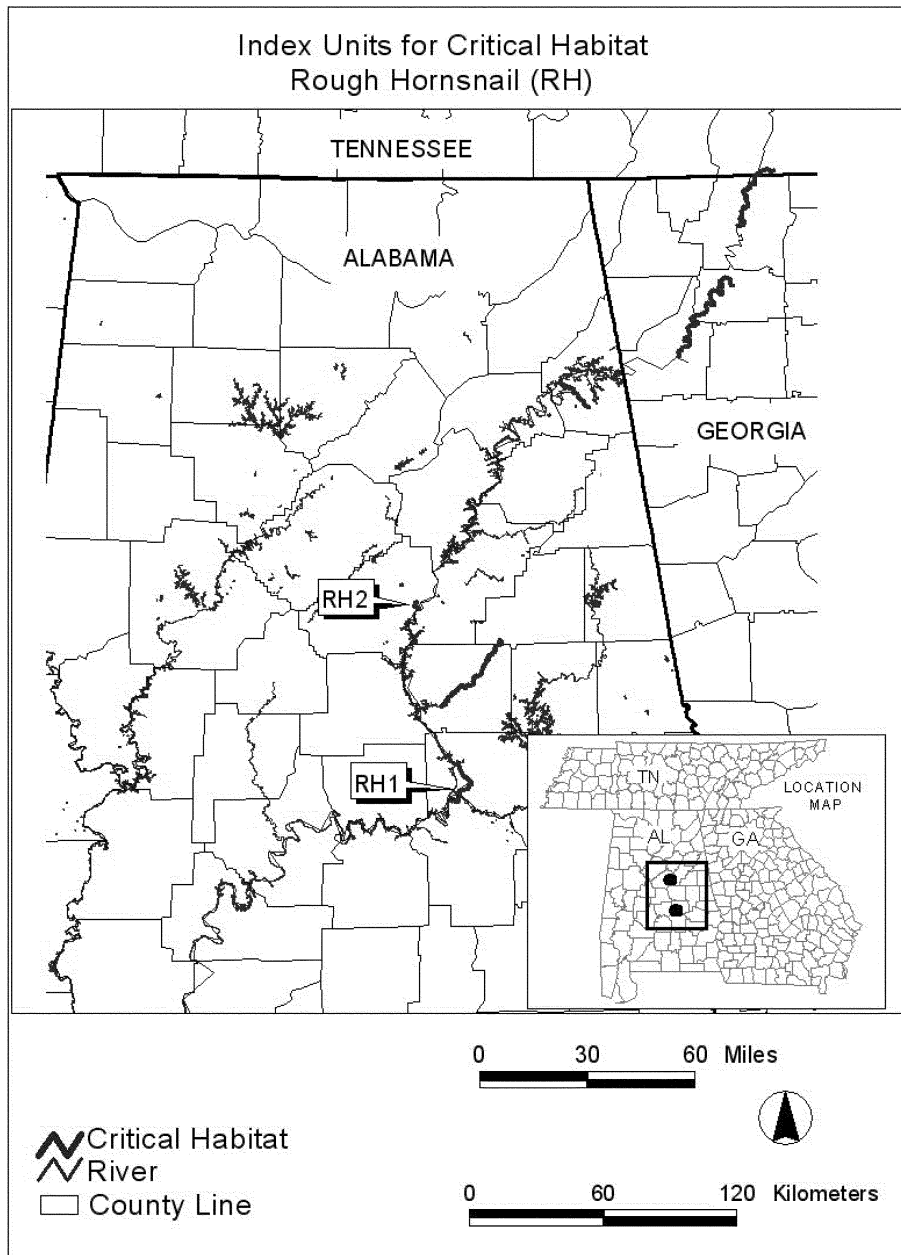 Index Units for Critical Habitat
Rough Hornsnail (RH)
TENNESSEE
ALABAMA
GEORGIA
RH2
RH1
TN
LOCATION
MAP
AL
GA
0 30 60 Miles
Critical Habitat
River
County Line
0 60 120 Kilometers